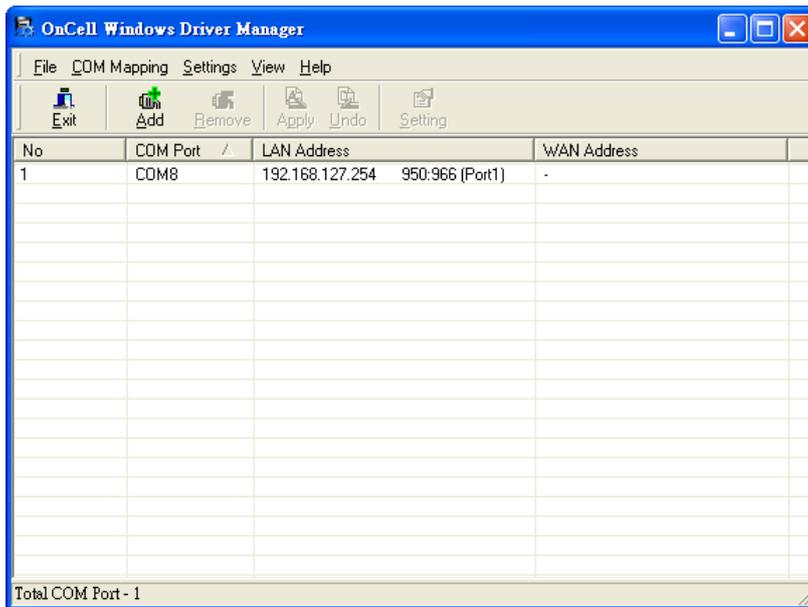 OnCell Windows Driver Manager
File COM Mapping Settings View Help
Exit Add Remove Apply Undo Setting
No COM Port LAN Address WAN Address
1 COM8 192.168.127.254 950:966 (Port1) -
Total COM Port - 1